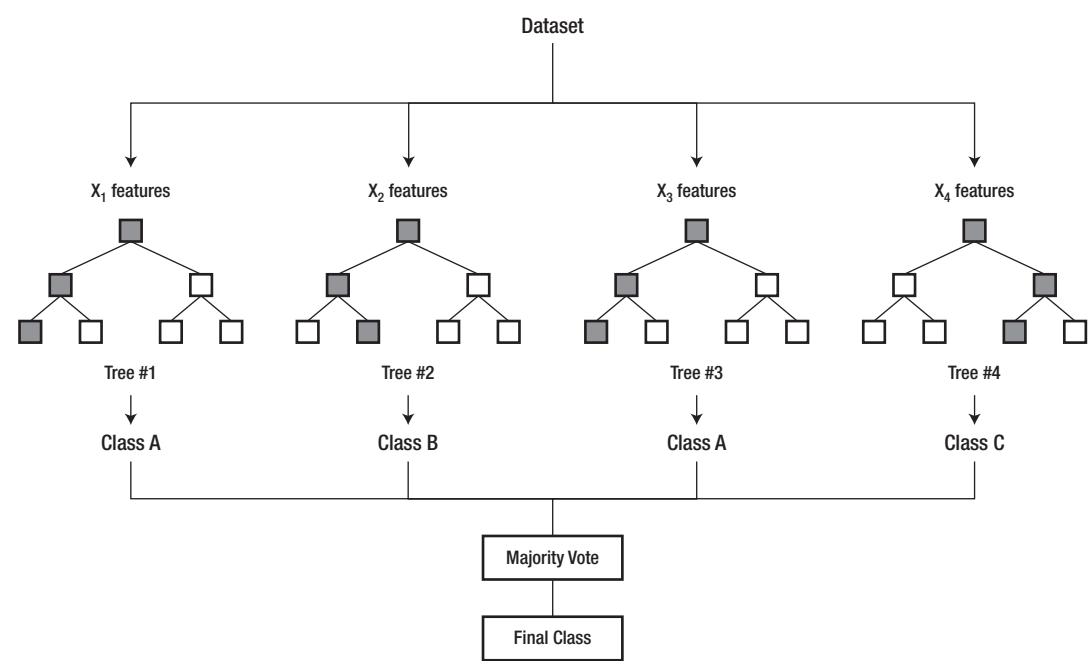 Dataset
X₁ features
X₂ features
X₃ features
X₄ features
Tree #1
Tree #2
Tree #3
Tree #4
Class A
Class B
Class A
Class C
Majority Vote
Final Class